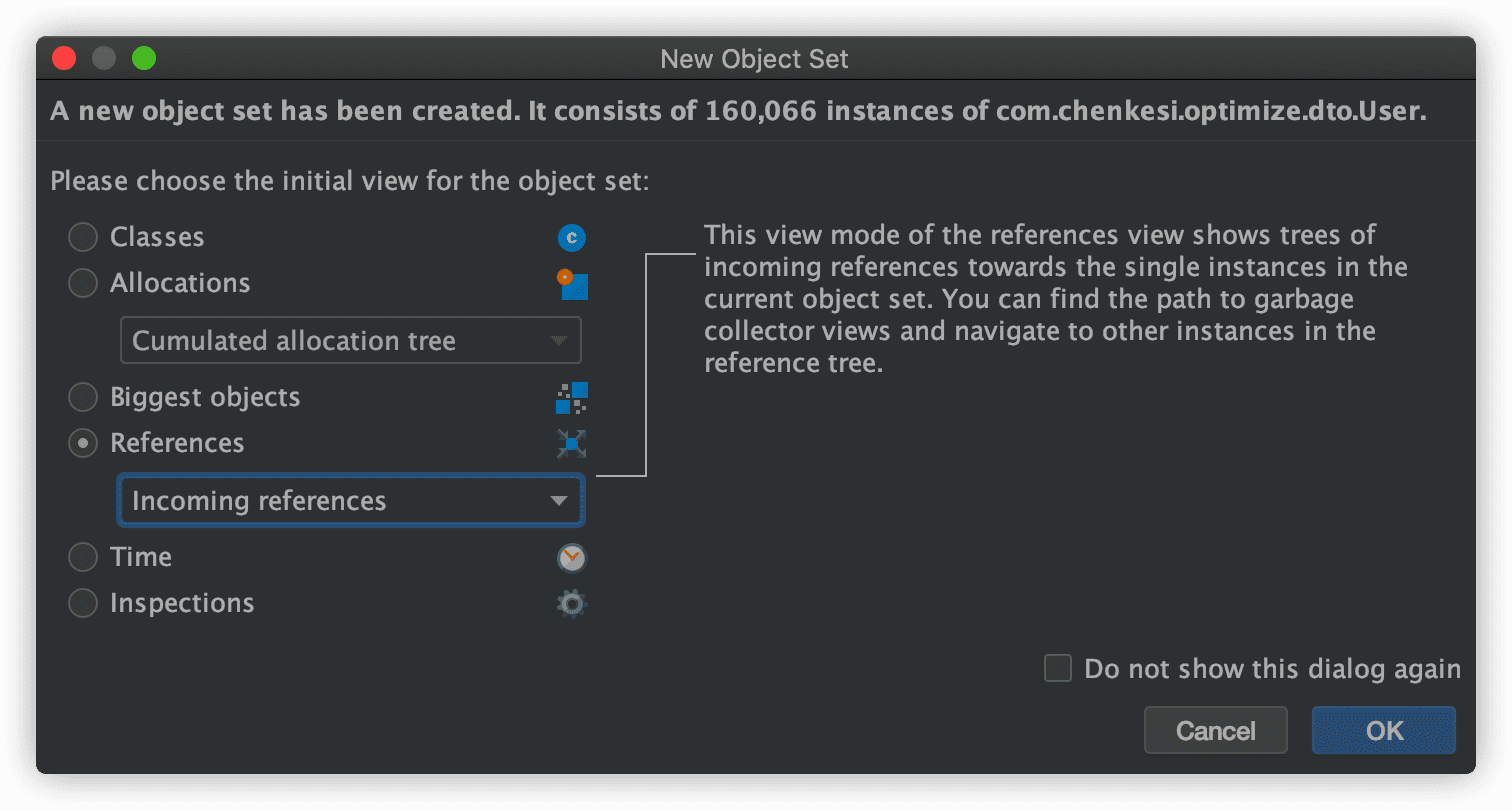 New Object Set
A new object set has been created. It consists of 160,066 instances of com.chenkesi.optimize.dto.User.
Please choose the initial view for the object set:
Classes
C
Allocations
Cumulated allocation tree
Biggest objects
References
Incoming references
Time
Inspections
This view mode of the references view shows trees of
incoming references towards the single instances in the
current object set. You can find the path to garbage
collector views and navigate to other instances in the
reference tree.
Do not show this dialog again
Cancel
OK